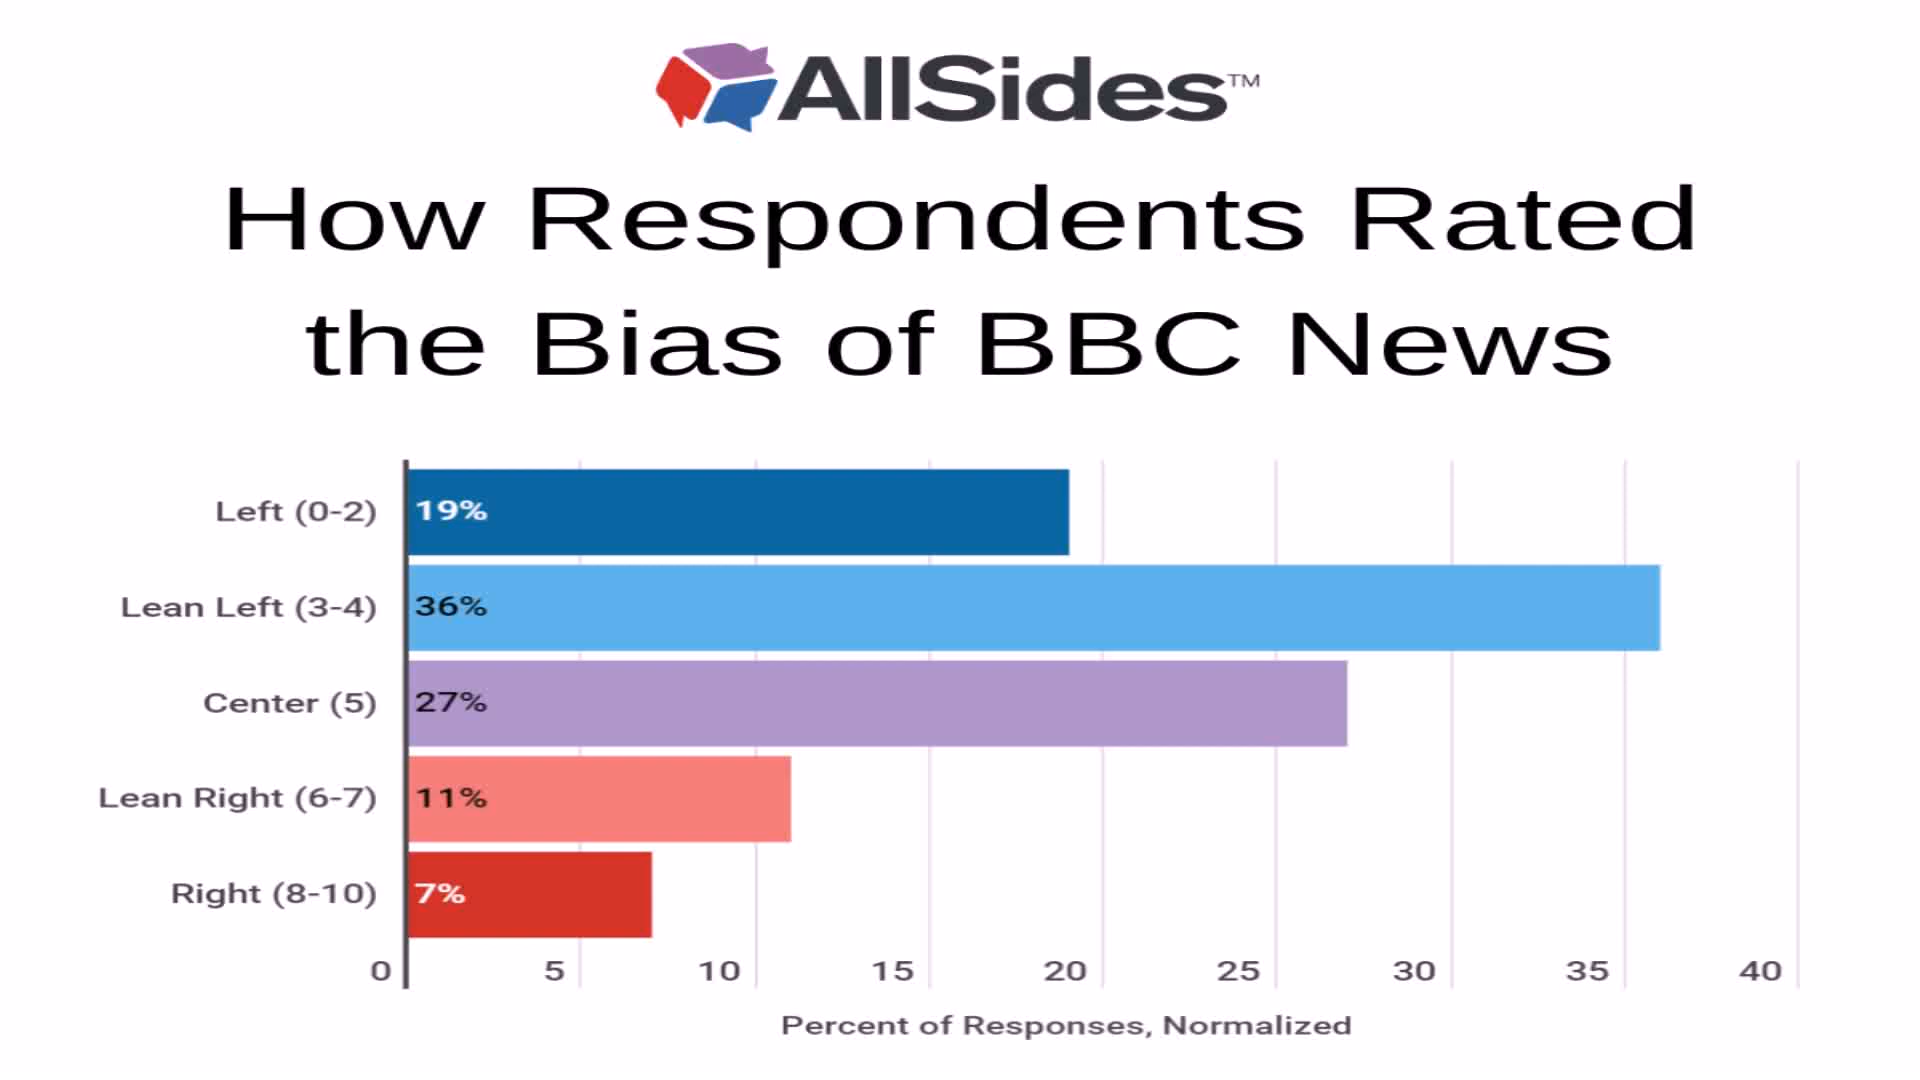 AllSides™
How Respondents Rated
the Bias of BBC News
Left (0-2) 19%
Lean Left (3-4) 36%
Center (5) 27%
Lean Right (6-7) 11%
Right (8-10) 7%
0 5 10 15 20 25 30 35 40
Percent of Responses, Normalized